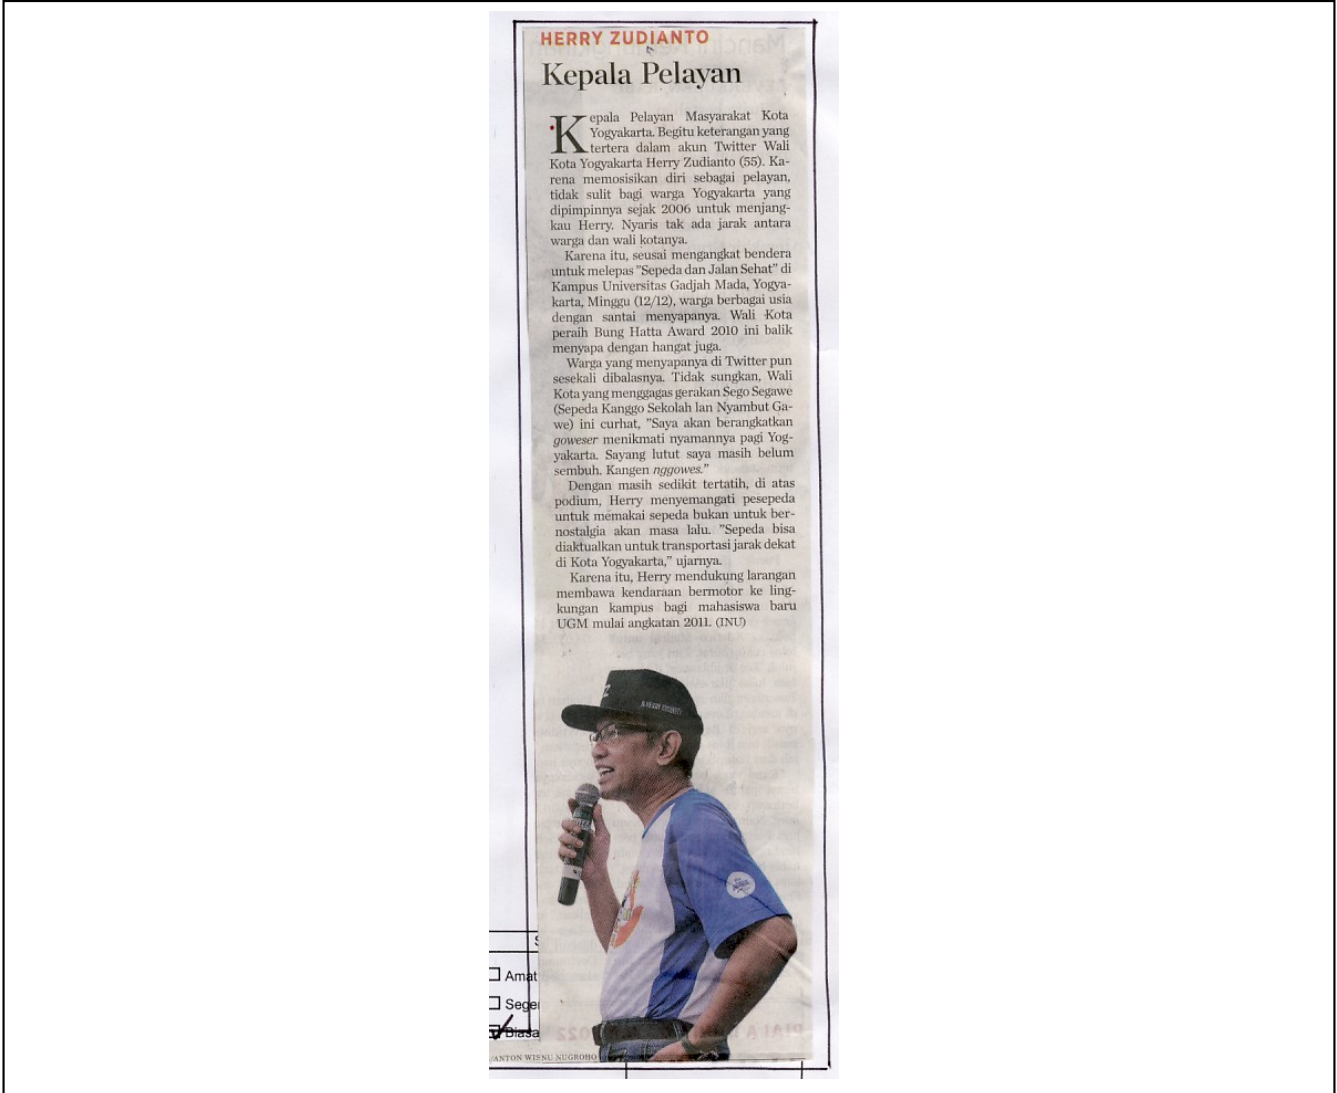 HERRY ZUDIANTO
Kepala Pelayan
Kepala Pelayan Masyarakat Kota
Yogyakarta. Begitu keterangan yang
tertera dalam akun Twitter Wali
Kota Yogyakarta Herry Zudianto (55). Ka-
rena memosisikan diri sebagai pelayan,
tidak sulit bagi warga Yogyakarta yang
dipimpinnya sejak 2006 untuk menjang-
kau Herry. Nyaris tak ada jarak antara
warga dan wali kotanya.
Karena itu, seusai mengangkat bendera
untuk melepas ”Sepeda dan Jalan Sehat” di
Kampus Universitas Gadjah Mada, Yogya-
karta, Minggu (12/12), warga berbagai usia
dengan santai menyapanya. Wali Kota
peraih Bung Hatta Award 2010 ini balik
menyapa dengan hangat juga.
Warga yang menyapanya di Twitter pun
sesekali dibalasnya. Tidak sungkan, Wali
Kota yang menggagas gerakan Sego Segawe
(Sepeda Kanggo Sekolah lan Nyambut Ga-
we) ini curhat, ”Saya akan berangkatkan
goweser menikmati nyamannya pagi Yog-
yakarta. Sayang lutut saya masih belum
sembuh. Kangen nggowes.”
Dengan masih sedikit tertatih, di atas
podium, Herry menyemangati pesepeda
untuk memakai sepeda bukan untuk ber-
nostalgia akan masa lalu. ”Sepeda bisa
diaktualkan untuk transportasi jarak dekat
di Kota Yogyakarta,” ujarnya.
Karena itu, Herry mendukung larangan
membawa kendaraan bermotor ke ling-
kungan kampus bagi mahasiswa baru
UGM mulai angkatan 2011. (INU)
S
Amat
Sege
Biasa
/ANTON WISNU NUGROHO